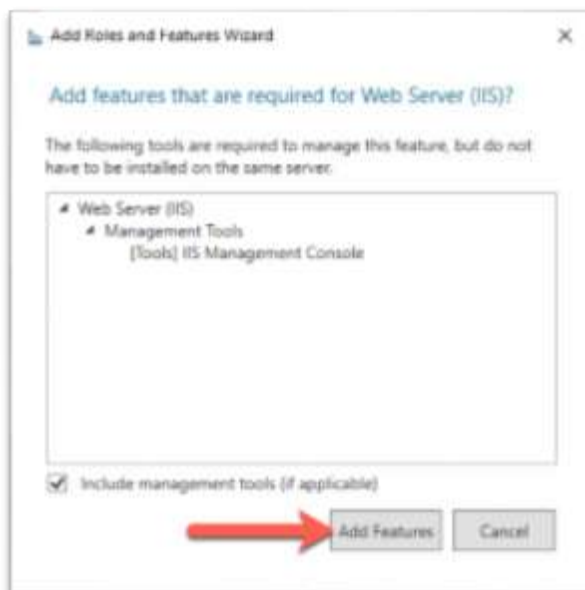 Add Roles and Features Wizard
Add features that are required for Web Server (IIS)?
The following tools are required to manage this feature, but do not
have to be installed on the same server.
Web Server (IIS)
Management Tools
[Tools] IIS Management Console
Include management tools (if applicable)
Add Features
Cancel